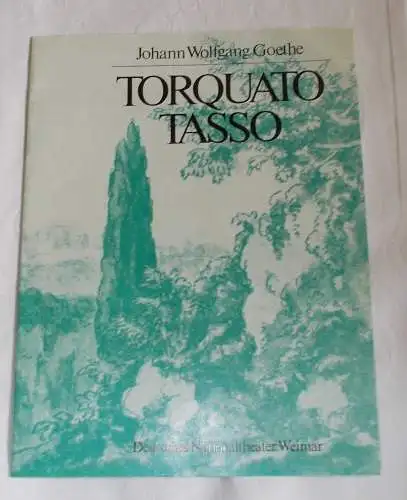 Johann Wolfgang Goethe
TORQUATO
TASSO
Deutsches Nationaltheater Weimar